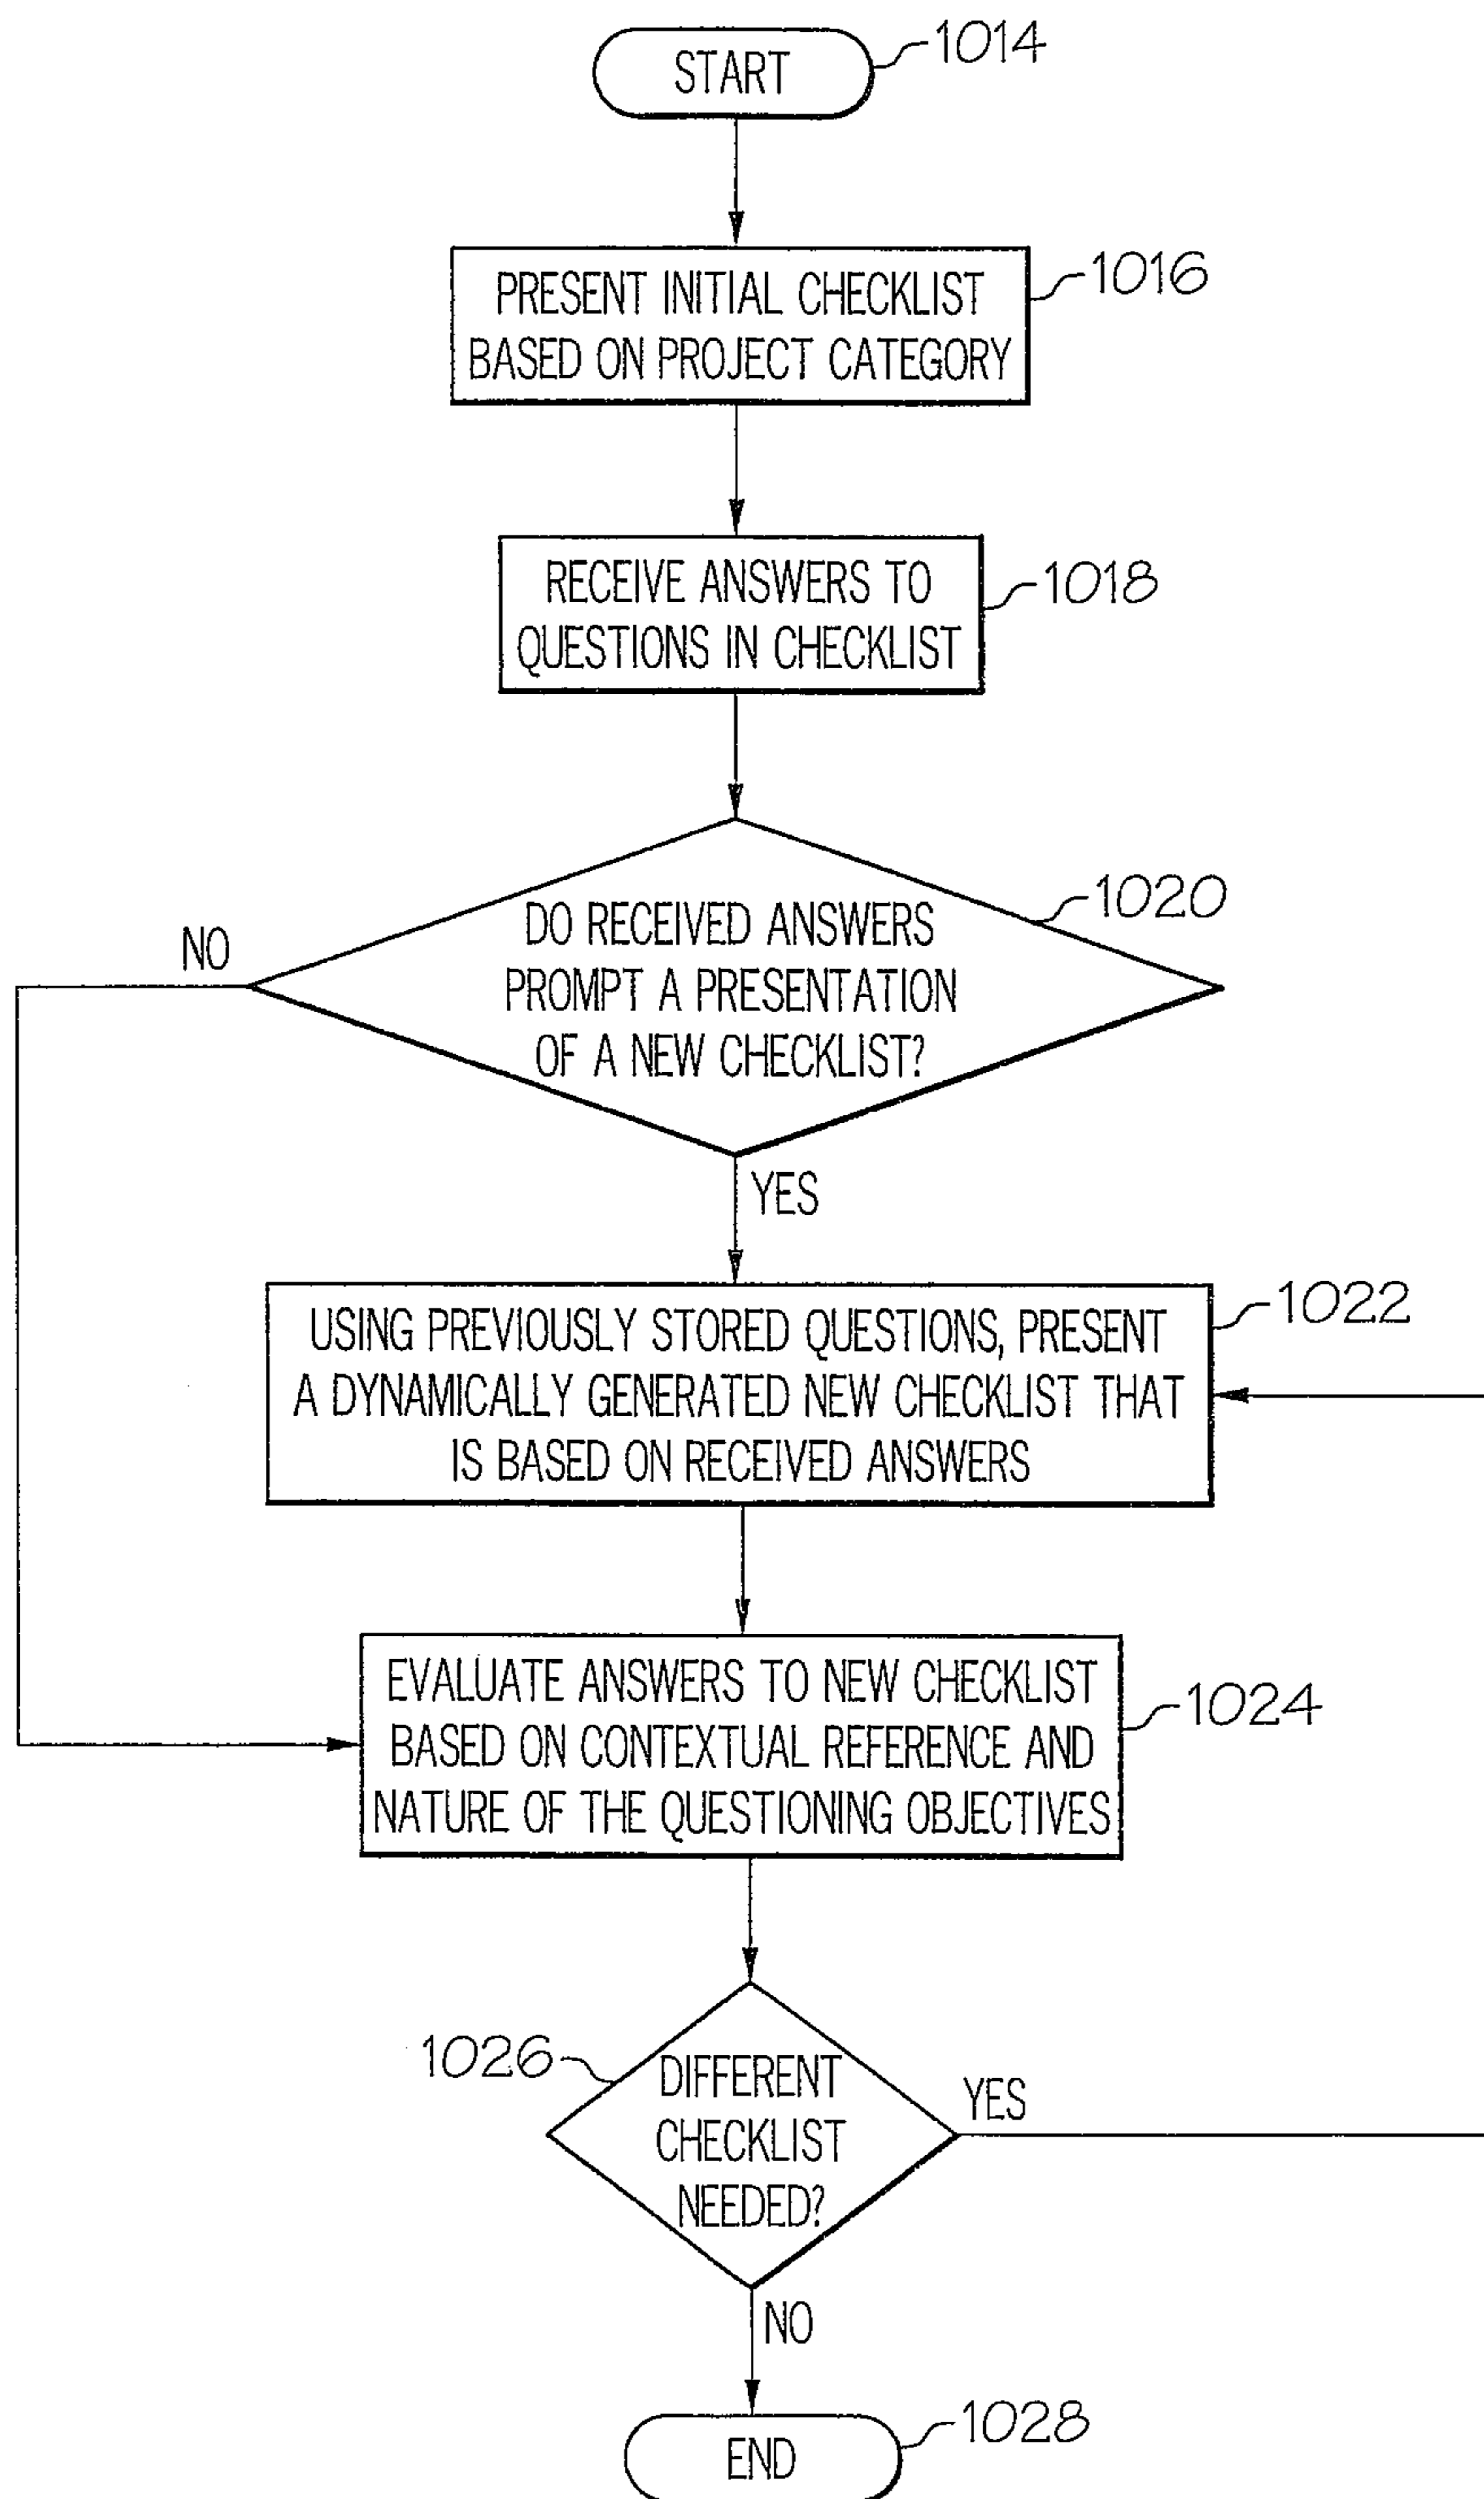 START
1014
PRESENT INITIAL CHECKLIST
BASED ON PROJECT CATEGORY
1016
RECEIVE ANSWERS TO
QUESTIONS IN CHECKLIST
1018
DO RECEIVED ANSWERS
PROMPT A PRESENTATION
OF A NEW CHECKLIST?
1020
NO
YES
USING PREVIOUSLY STORED QUESTIONS, PRESENT
A DYNAMICALLY GENERATED NEW CHECKLIST THAT
IS BASED ON RECEIVED ANSWERS
1022
EVALUATE ANSWERS TO NEW CHECKLIST
BASED ON CONTEXTUAL REFERENCE AND
NATURE OF THE QUESTIONING OBJECTIVES
1024
1026
DIFFERENT
CHECKLIST
NEEDED?
YES
NO
END
1028